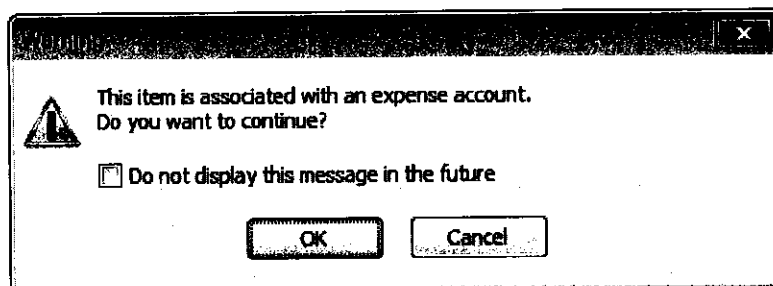 This item is associated with an expense account.
Do you want to continue?
Do not display this message in the future
OK
Cancel